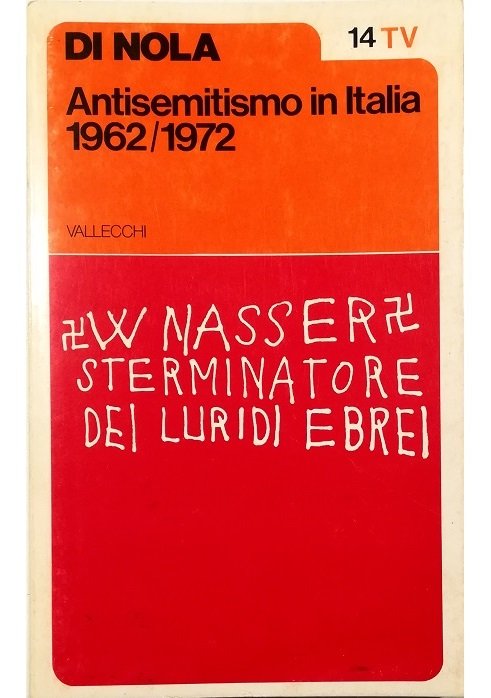 DI NOLA
14 TV
Antisemitismo in Italia
1962/1972
VALLECCHI
W NASSER
STERMINATORE
DEI LURIDI EBREI